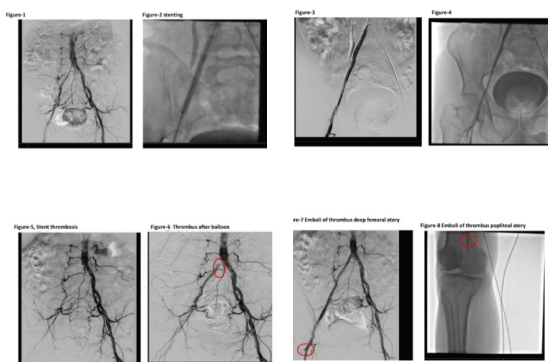 Figure-1
Figure-2 stenting
Figure-3
Figure-4
Figure-5, Stent thrombosis
Figure-6 Thrombus after balloon
re-7 Emboli of thrombus deep femoral atery
Figure-8 Emboli of thrombus popliteal atery